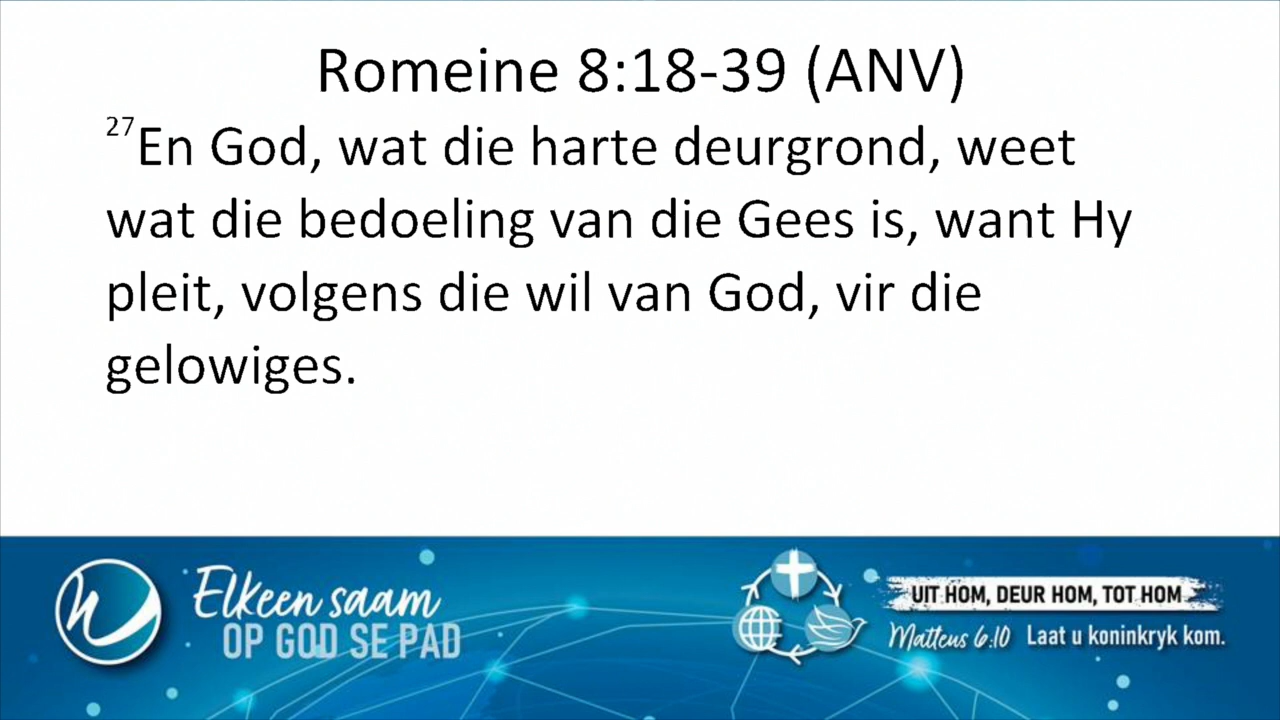 Romeine 8:18-39 (ANV)
27En God, wat die harte deurgrond, weet
wat die bedoeling van die Gees is, want Hy
pleit, volgens die wil van God, vir die
gelowiges.
Elkeen saam
OP GOD SE PAD
UIT HOM, DEUR HOM, TOT HOM
Matteus 6:10 Laat u koninkryk kom.